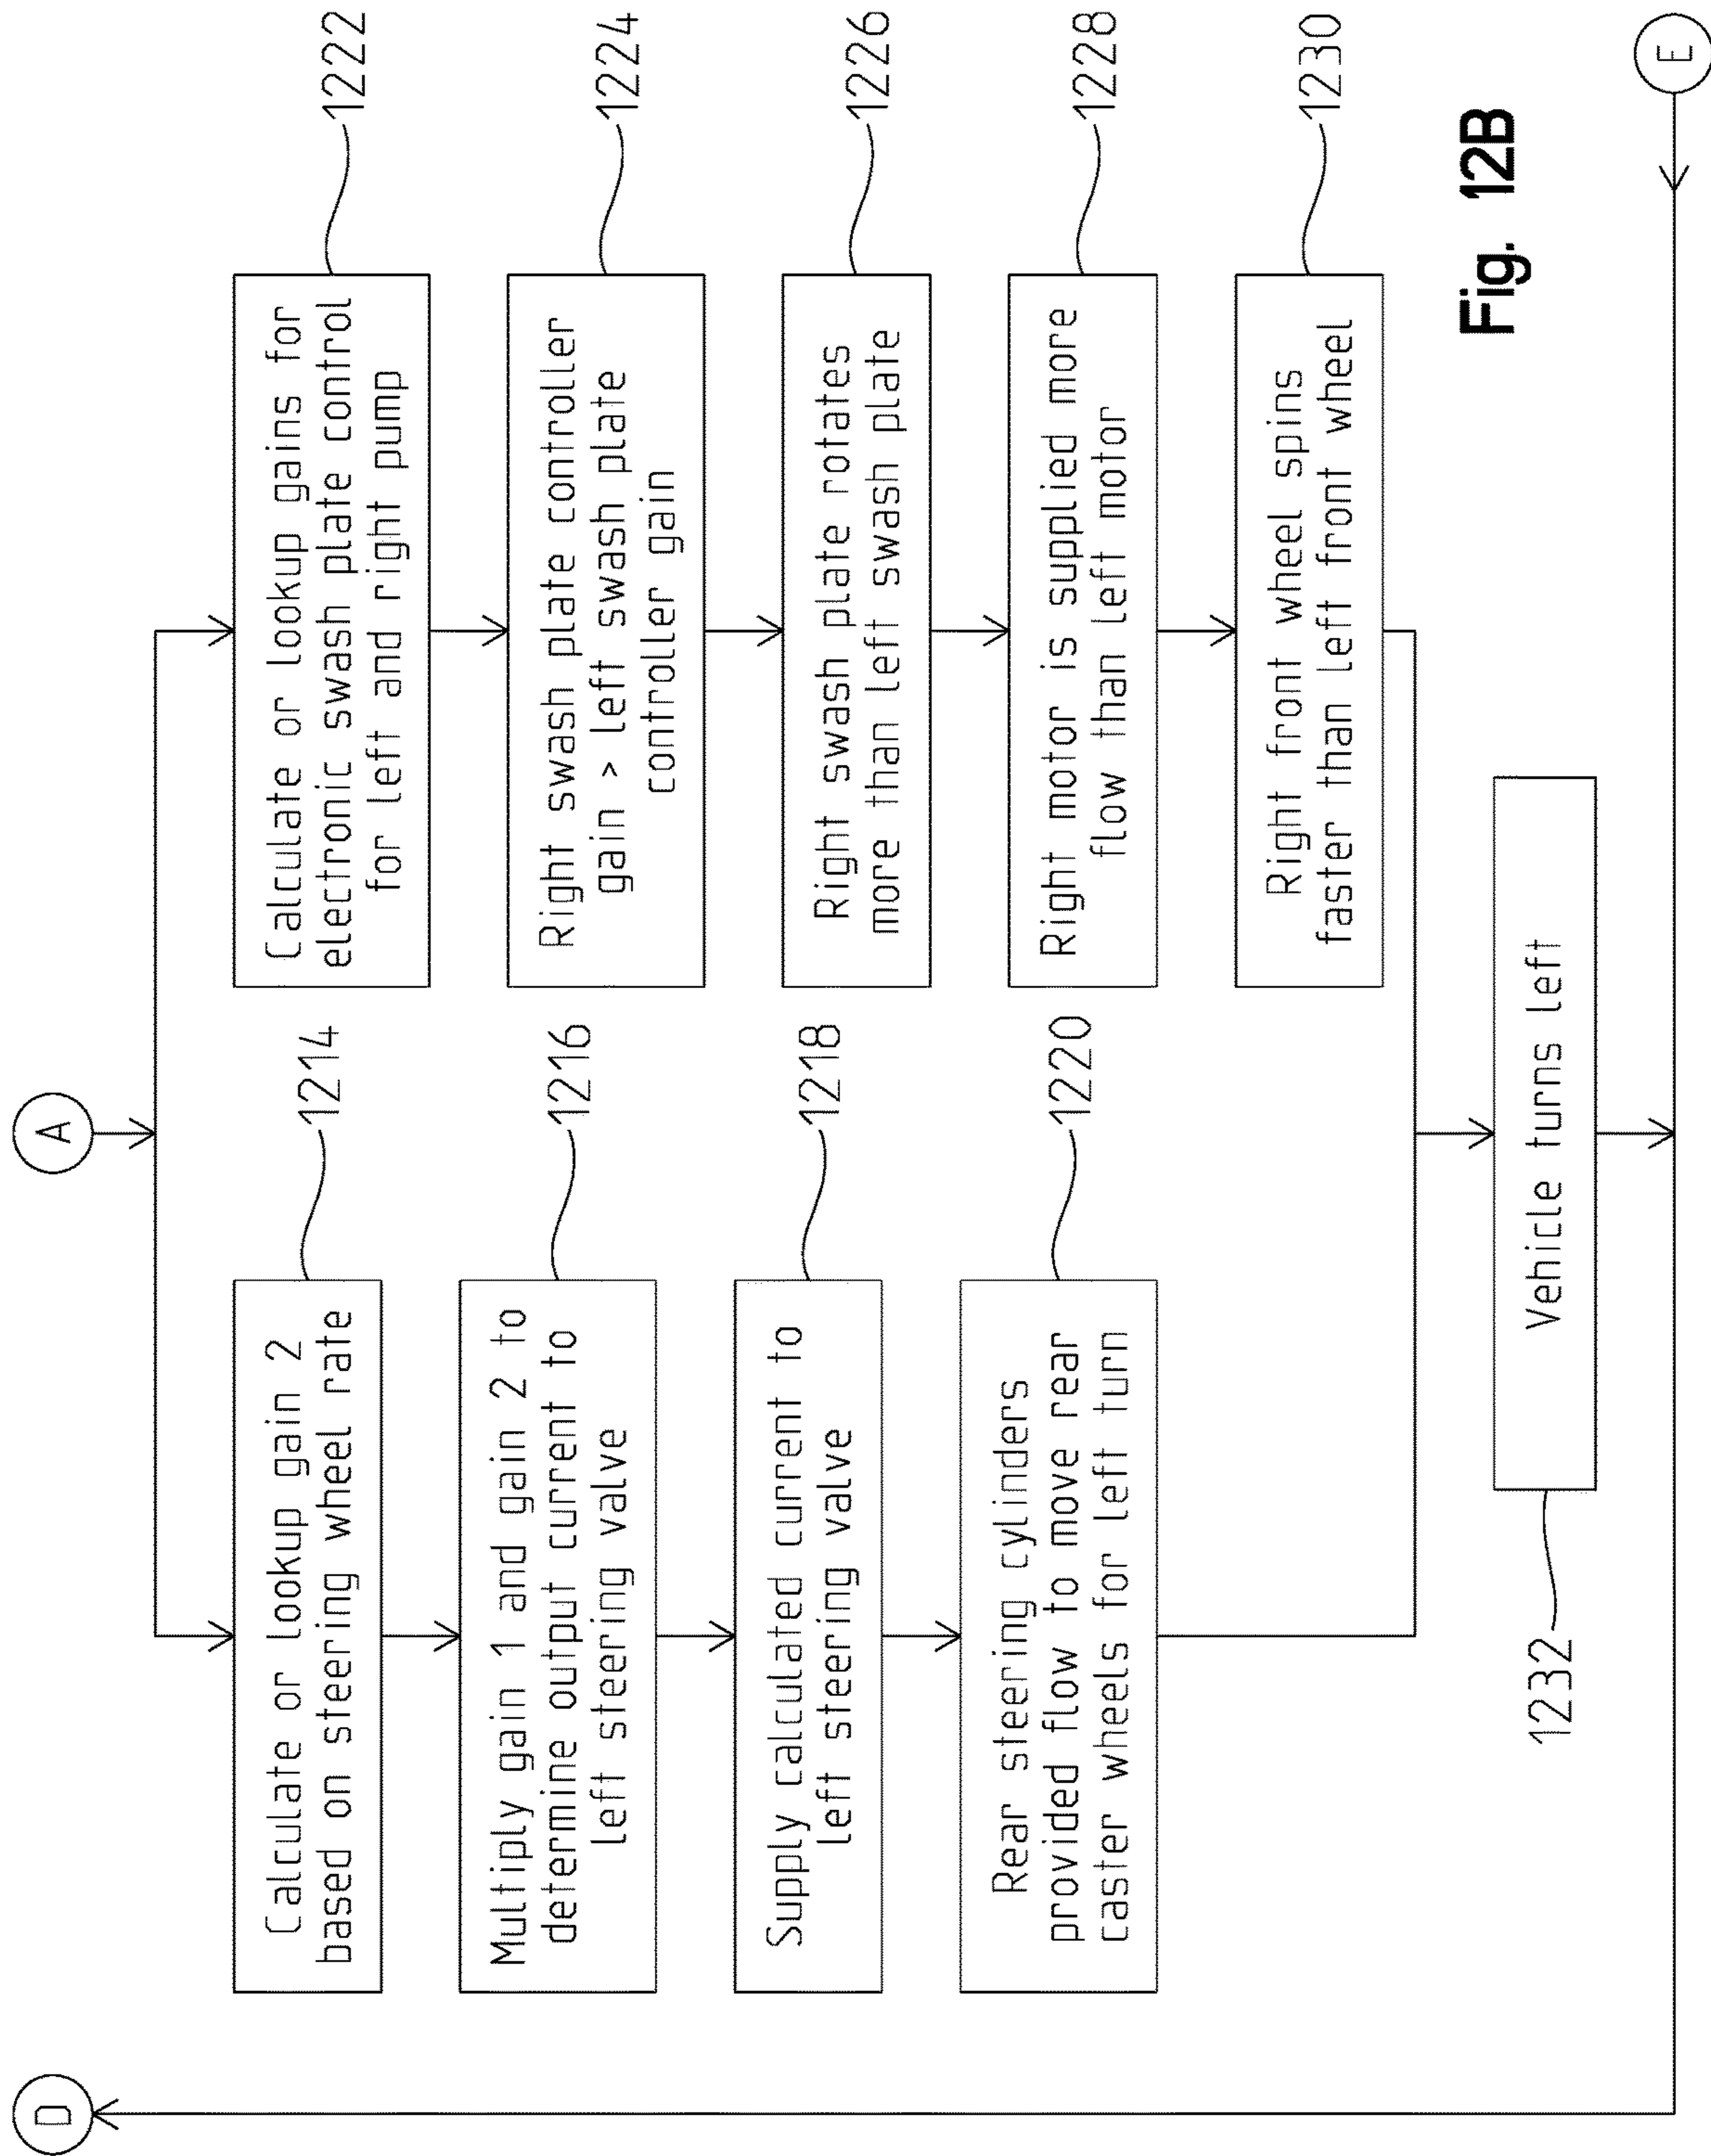 D
A
Calculate or lookup gain 2
based on steering wheel rate
1214
Multiply gain 1 and gain 2 to
determine output current to
left steering valve
1216
Supply calculated current to
left steering valve
1218
Rear steering cylinders
provided flow to move rear
caster wheels for left turn
1220
Calculate or lookup gains for
electronic swash plate control
for left and right pump
1222
Right swash plate controller
gain > left swash plate
controller gain
1224
Right swash plate rotates
more than left swash plate
1226
Right motor is supplied more
flow than left motor
1228
Right front wheel spins
faster than left front wheel
1230
Vehicle turns left
1232
E
Fig. 12B